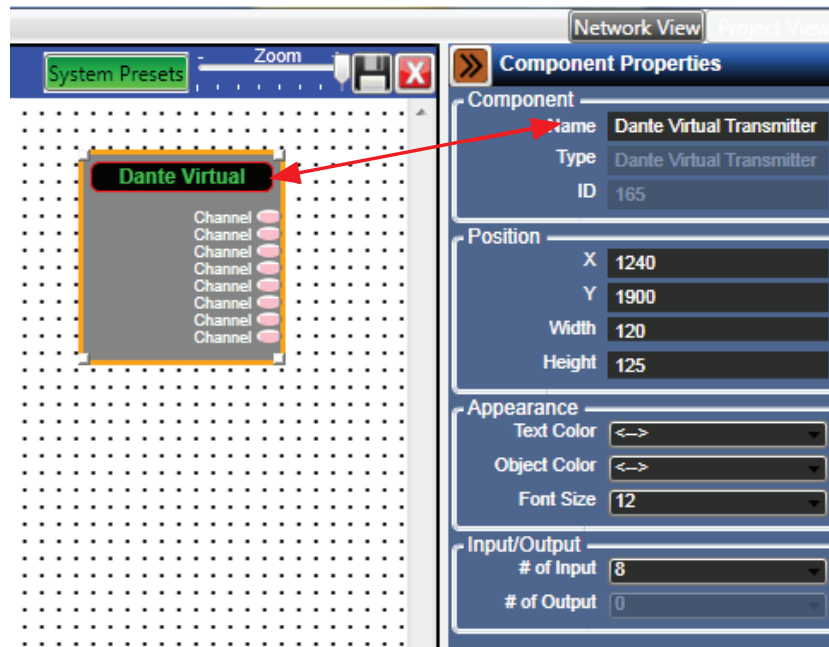 Network View Project View
System Presets
- Zoom +
Component Properties
Dante Virtual
Channel
Channel
Channel
Channel
Channel
Channel
Channel
Channel
Component
Name Dante Virtual Transmitter
Type Dante Virtual Transmitter
ID 165
Position
X 1240
Y 1900
Width 120
Height 125
Appearance
Text Color <-->
Object Color <-->
Font Size 12
Input/Output
# of Input 8
# of Output 0